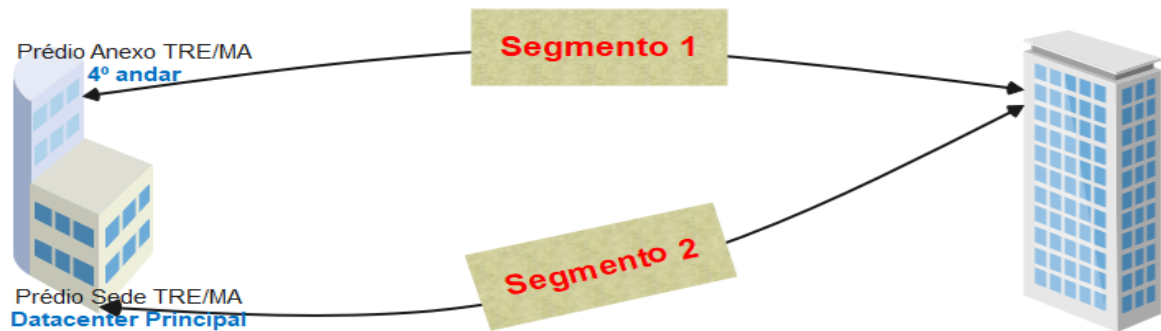 Segmento 1
Prédio Anexo TRE/MA
4º andar
Segmento 2
Prédio Sede TRE/MA
Datacenter Principal